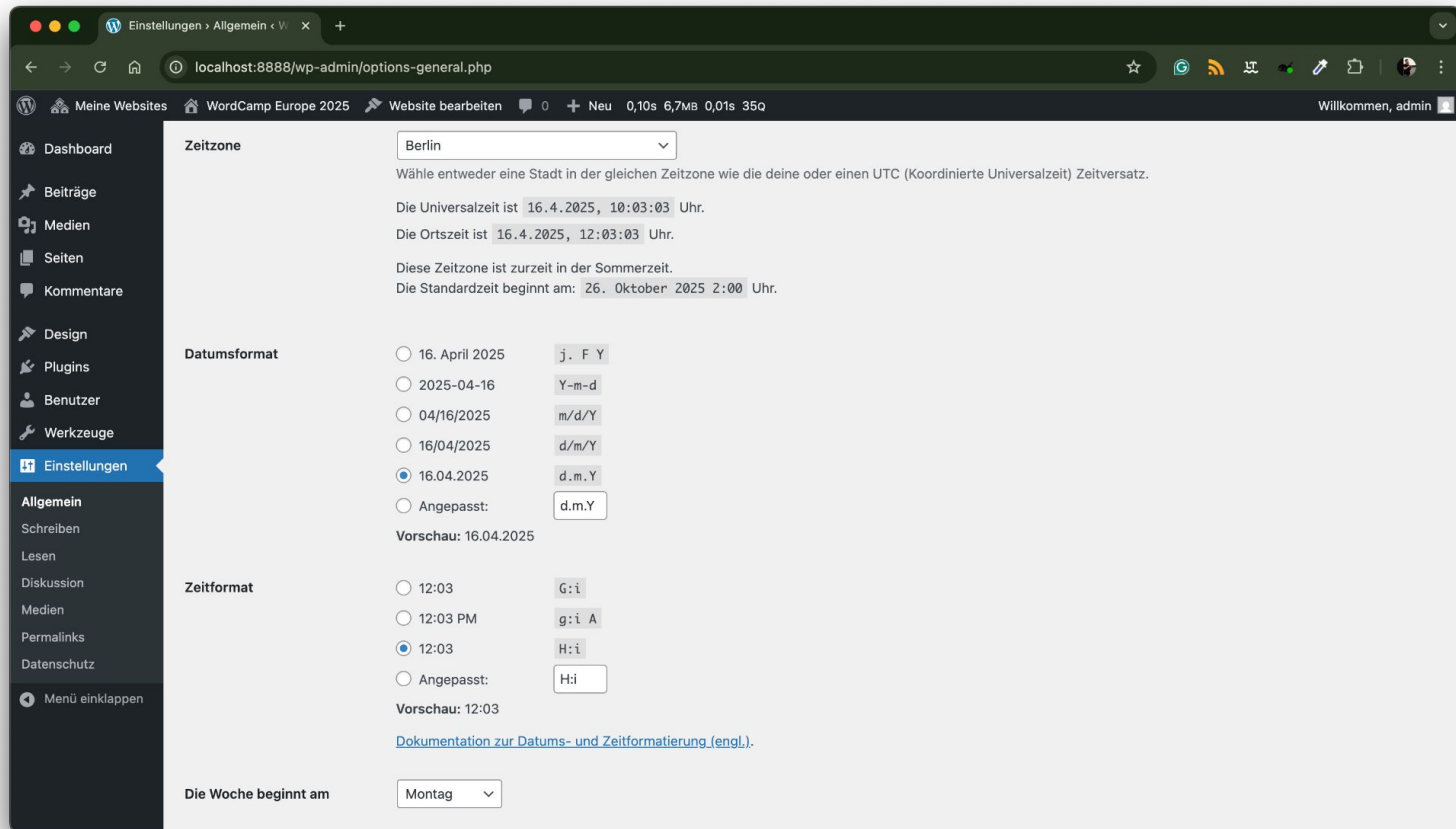 Einstellungen › Allgemein ‹ W
localhost:8888/wp-admin/options-general.php
Meine Websites WordCamp Europe 2025 Website bearbeiten 0 Neu 0,10s 6,7MB 0,01s 35Q Willkommen, admin
Dashboard
Beiträge
Medien
Seiten
Kommentare
Design
Plugins
Benutzer
Werkzeuge
Einstellungen
Allgemein
Schreiben
Lesen
Diskussion
Medien
Permalinks
Datenschutz
Menü einklappen
Zeitzone Berlin
Wähle entweder eine Stadt in der gleichen Zeitzone wie die deine oder einen UTC (Koordinierte Universalzeit) Zeitversatz.
Die Universalzeit ist 16.4.2025, 10:03:03 Uhr.
Die Ortszeit ist 16.4.2025, 12:03:03 Uhr.
Diese Zeitzone ist zurzeit in der Sommerzeit.
Die Standardzeit beginnt am: 26. Oktober 2025 2:00 Uhr.
Datumsformat 16. April 2025 j. F Y
2025-04-16 Y-m-d
04/16/2025 m/d/Y
16/04/2025 d/m/Y
16.04.2025 d.m.Y
Angepasst: d.m.Y
Vorschau: 16.04.2025
Zeitformat 12:03 G:i
12:03 PM g:i A
12:03 H:i
Angepasst: H:i
Vorschau: 12:03
Dokumentation zur Datums- und Zeitformatierung (engl.).
Die Woche beginnt am Montag